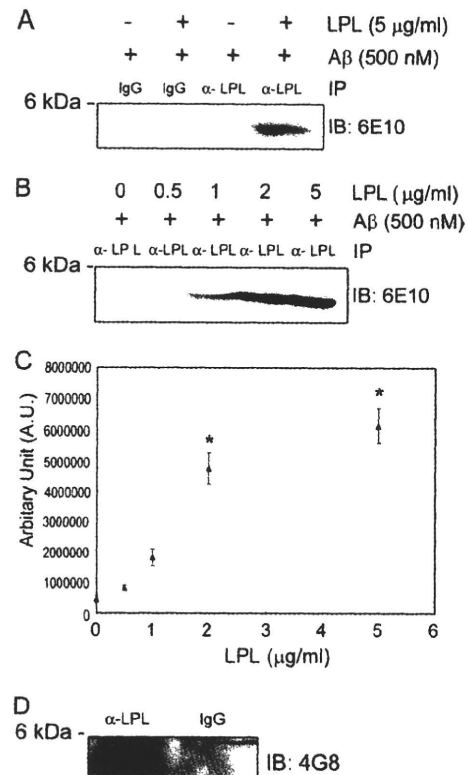 A
- + - + LPL (5 μg/ml)
+ + + + Aβ (500 nM)
IgG IgG α- LPL α-LPL IP
6 kDa -
IB: 6E10
B
0 0.5 1 2 5 LPL (μg/ml)
+ + + + + Aβ (500 nM)
α- LP L α-LPL α- LPL α- LPL α- LPL IP
6 kDa -
IB: 6E10
C
Arbitary Unit (A.U.)
8000000
7000000
6000000
5000000
4000000
3000000
2000000
1000000
0
* *
0 1 2 3 4 5 6
LPL (μg/ml)
D
α-LPL IgG
6 kDa -
IB: 4G8